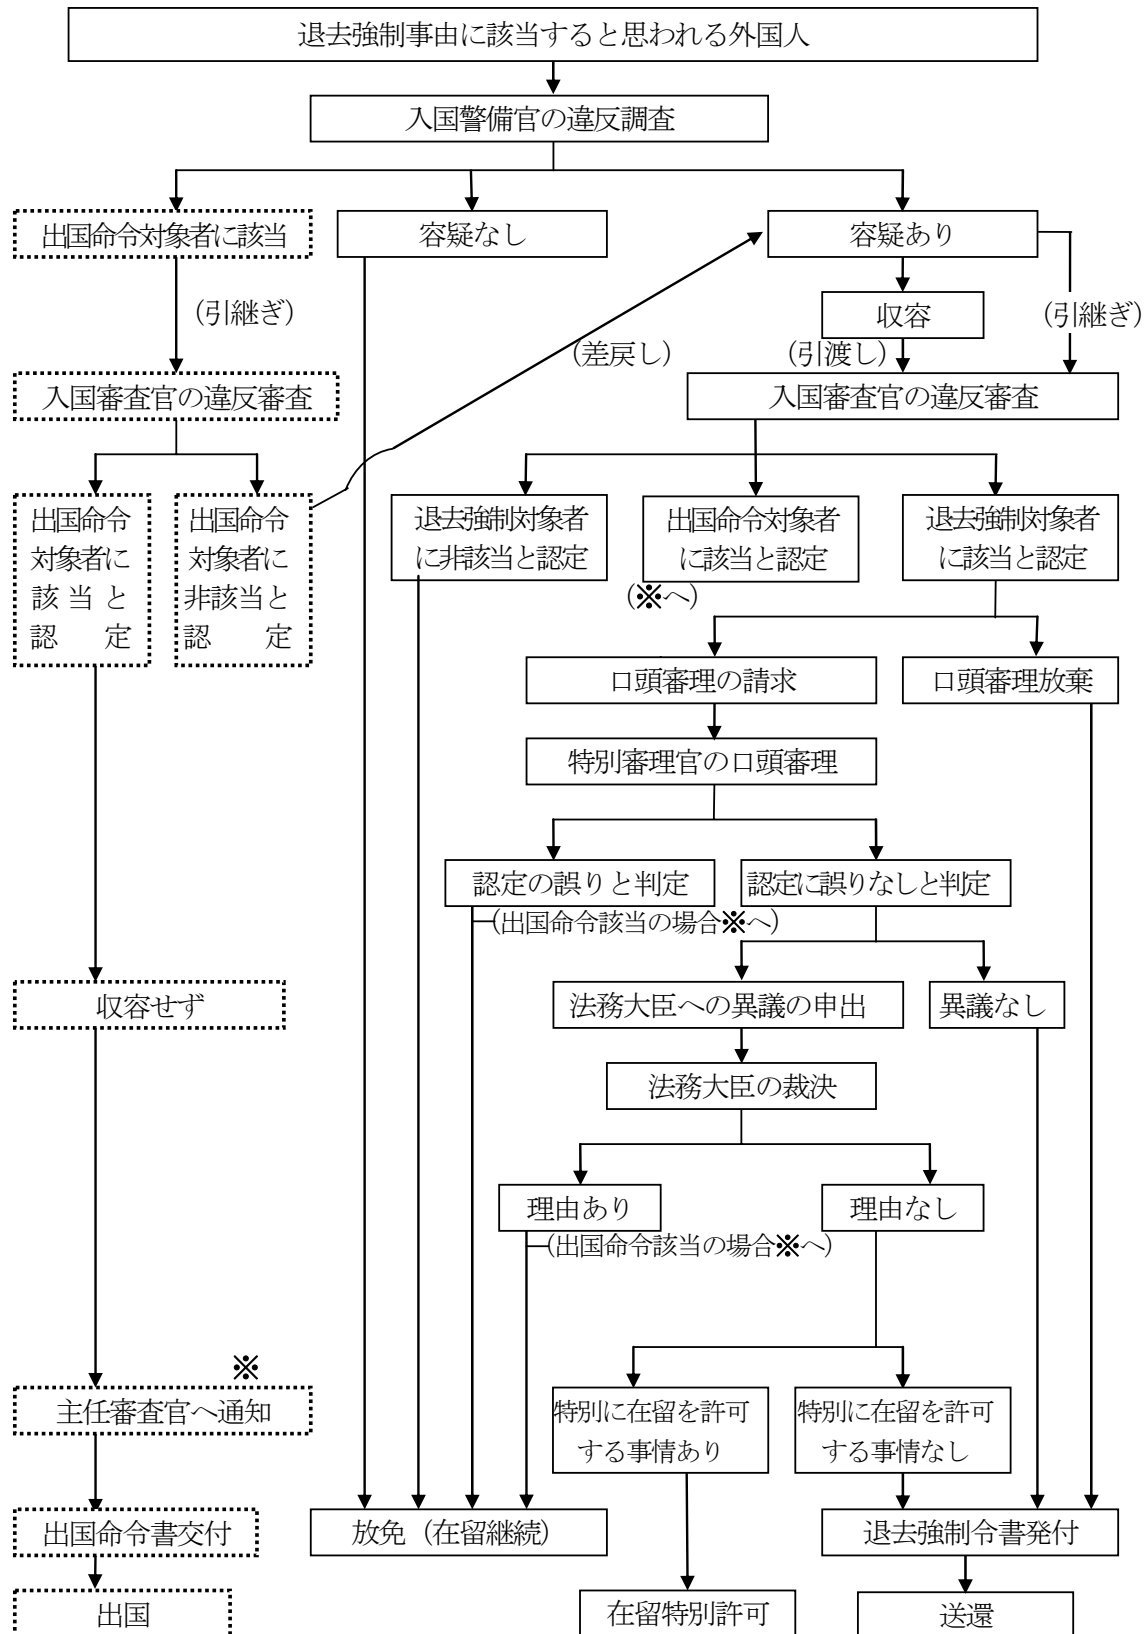 退去強制事由に該当すると思われる外国人
入国警備官の違反調査
出国命令対象者に該当
容疑なし
容疑あり
(引継ぎ)
収容
(引継ぎ)
(差戻し)
(引渡し)
入国審査官の違反審査
入国審査官の違反審査
出国命令
対象者に
該当と
認定
出国命令
対象者に
非該当と
認定
退去強制対象者
に非該当と認定
出国命令対象者
に該当と認定
(※へ)
退去強制対象者
に該当と認定
口頭審理の請求
口頭審理放棄
特別審理官の口頭審理
認定の誤りと判定
認定に誤りなしと判定
(出国命令該当の場合※へ)
収容せず
法務大臣への異議の申出
異議なし
法務大臣の裁決
理由あり
理由なし
(出国命令該当の場合※へ)
※
主任審査官へ通知
特別に在留を許可
する事情あり
特別に在留を許可
する事情なし
出国命令書交付
放免(在留継続)
退去強制令書発付
出国
在留特別許可
送還